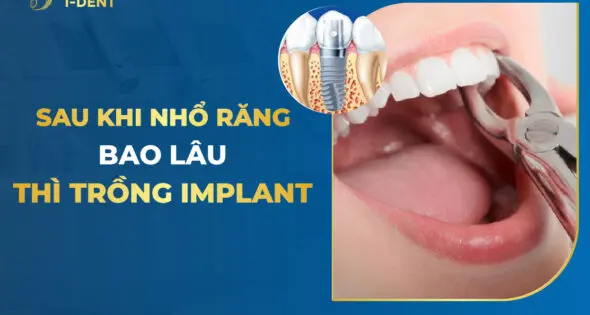 I-DENT
SAU KHI NHỔ RĂNG
BAO LÂU
THÌ TRỒNG IMPLANT